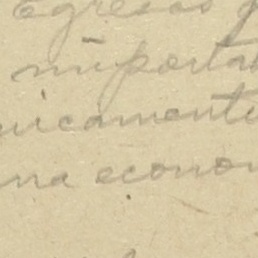 Egresos
importa
icamente
na econo